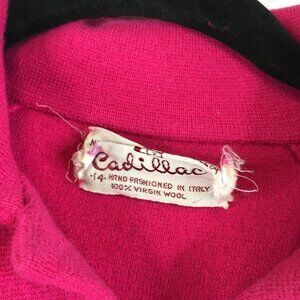 Cadillac
-14- HAND FASHIONED IN ITALY
100% VIRGIN WOOL